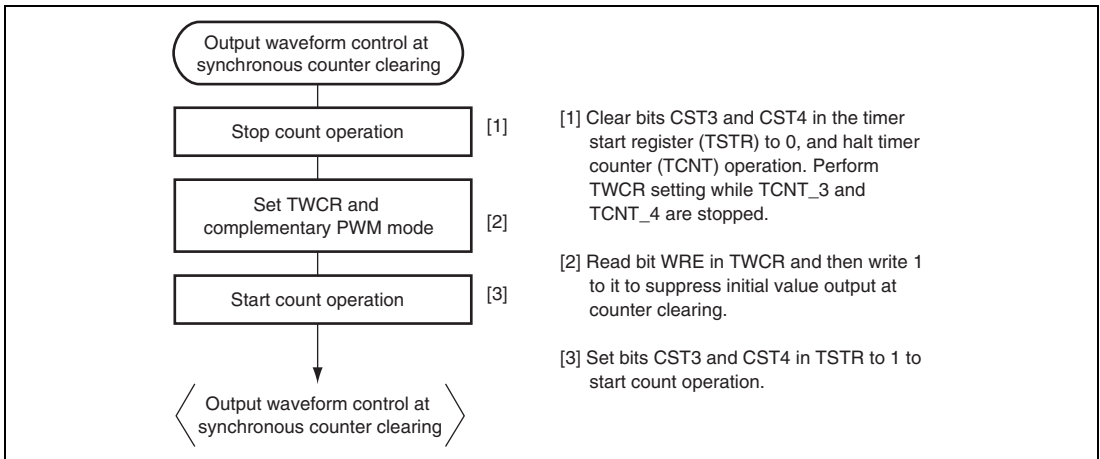 Output waveform control at
synchronous counter clearing
Stop count operation
[1]
Set TWCR and
complementary PWM mode
[2]
Start count operation
[3]
Output waveform control at
synchronous counter clearing
[1] Clear bits CST3 and CST4 in the timer
start register (TSTR) to 0, and halt timer
counter (TCNT) operation. Perform
TWCR setting while TCNT_3 and
TCNT_4 are stopped.
[2] Read bit WRE in TWCR and then write 1
to it to suppress initial value output at
counter clearing.
[3] Set bits CST3 and CST4 in TSTR to 1 to
start count operation.